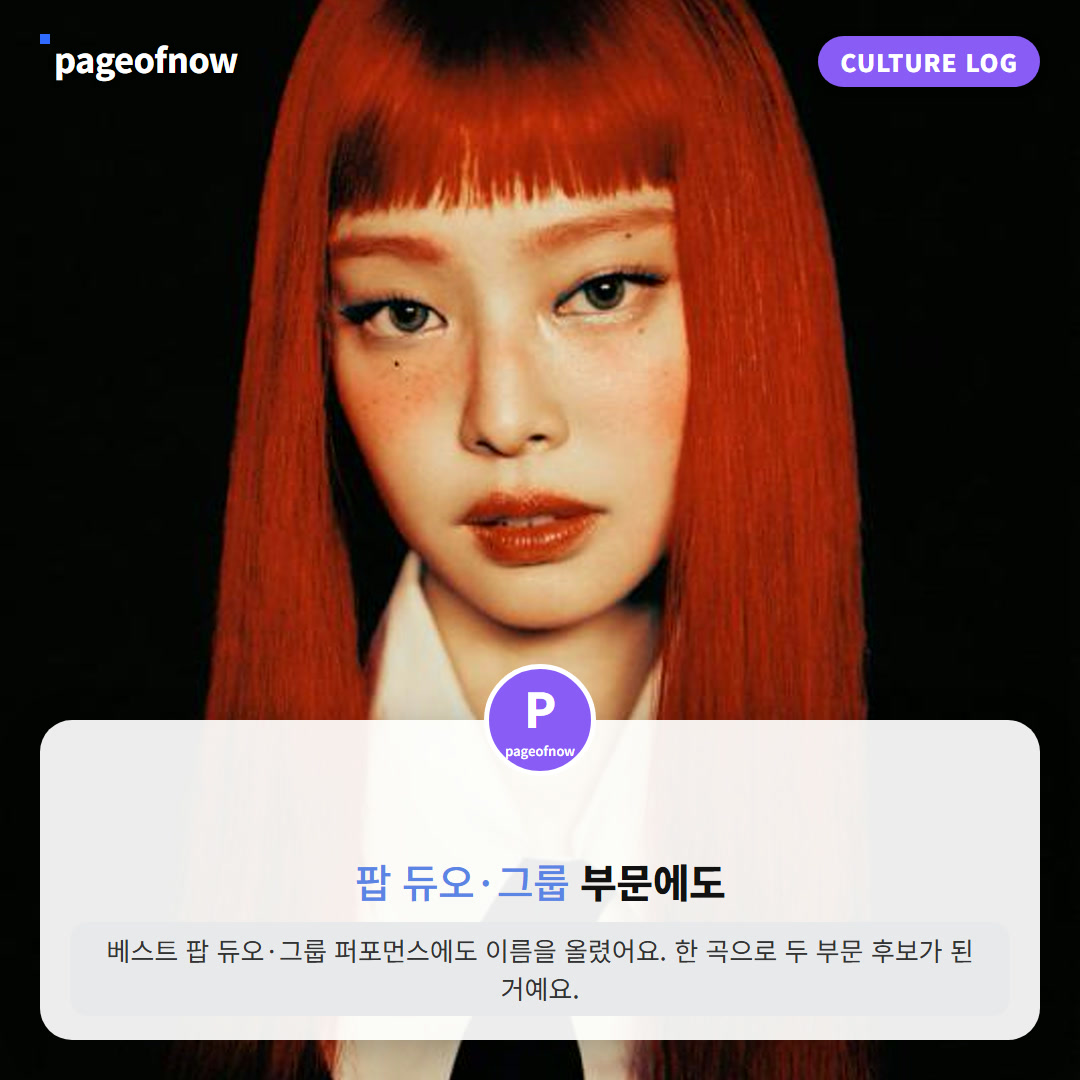 pageofnow
CULTURE LOG
P
pageofnow
팝 듀오·그룹 부문에도
베스트 팝 듀오·그룹 퍼포먼스에도 이름을 올렸어요. 한 곡으로 두 부문 후보가 된
거예요.